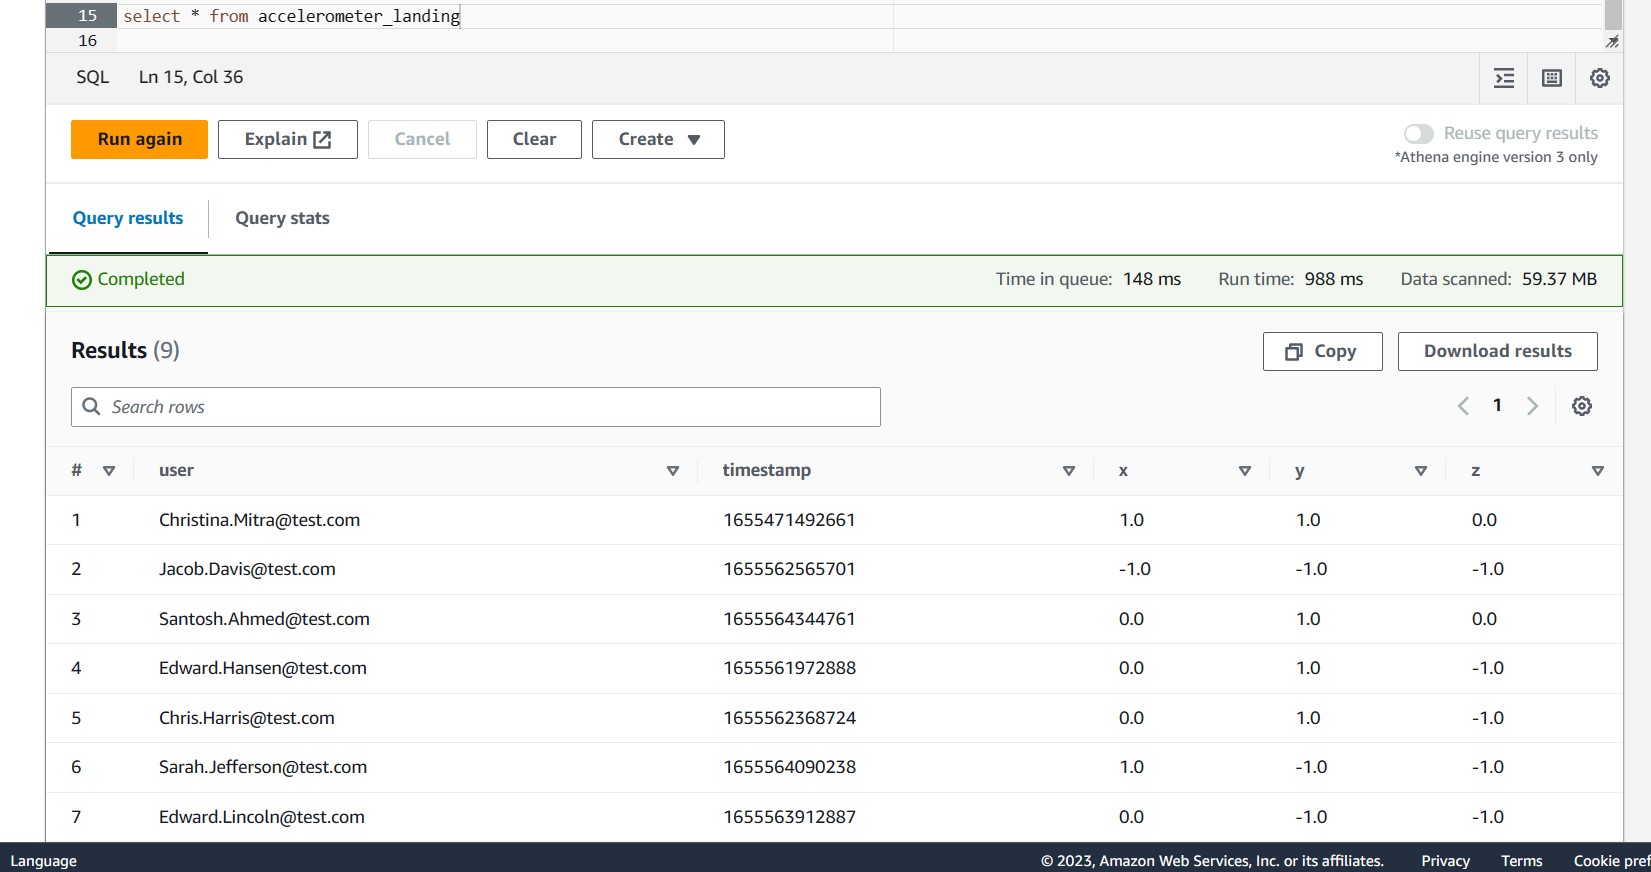 15 select * from accelerometer_landing
16
SQL Ln 15, Col 36
Run again Explain Cancel Clear Create Reuse query results
*Athena engine version 3 only
Query results Query stats
Completed Time in queue: 148 ms Run time: 988 ms Data scanned: 59.37 MB
Results (9) Copy Download results
Search rows 1
# user timestamp x y z
1 Christina.Mitra@test.com 1655471492661 1.0 1.0 0.0
2 Jacob.Davis@test.com 1655562565701 -1.0 -1.0 -1.0
3 Santosh.Ahmed@test.com 1655564344761 0.0 1.0 0.0
4 Edward.Hansen@test.com 1655561972888 0.0 1.0 -1.0
5 Chris.Harris@test.com 1655562368724 0.0 1.0 -1.0
6 Sarah.Jefferson@test.com 1655564090238 1.0 -1.0 -1.0
7 Edward.Lincoln@test.com 1655563912887 0.0 -1.0 -1.0
Language © 2023, Amazon Web Services, Inc. or its affiliates. Privacy Terms Cookie pref